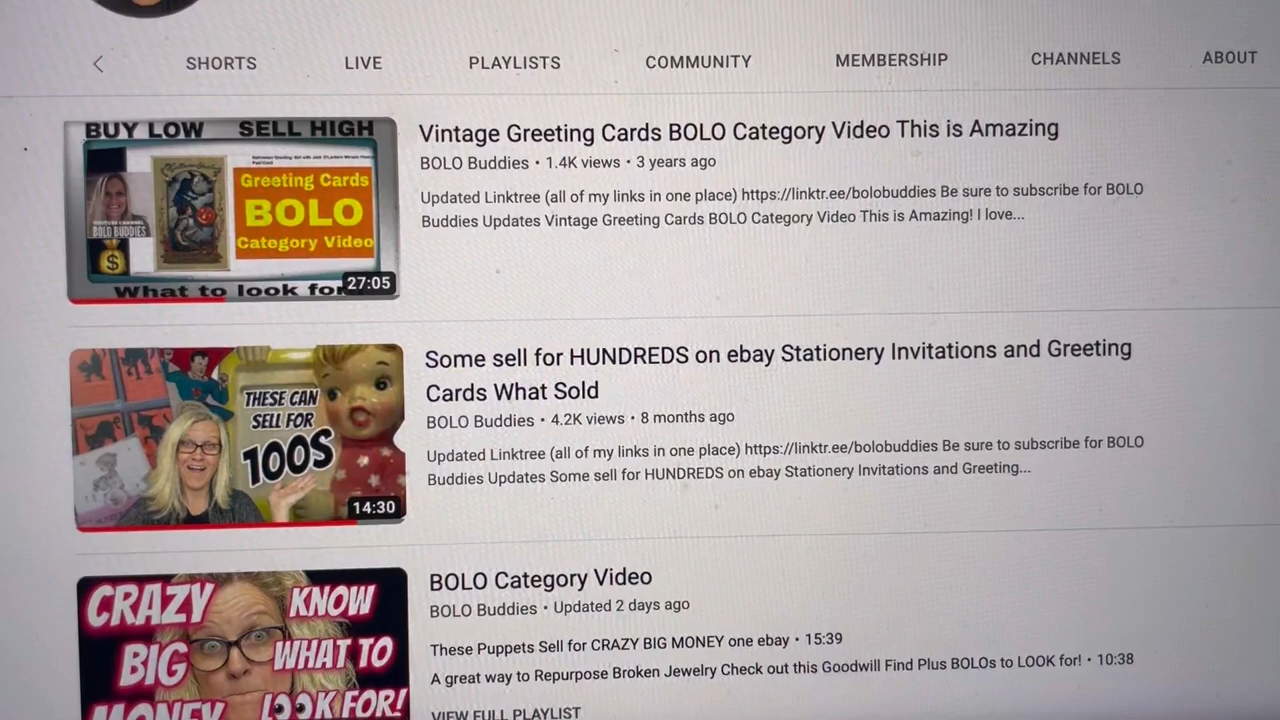 SHORTS LIVE PLAYLISTS COMMUNITY MEMBERSHIP CHANNELS ABOUT
BUY LOW SELL HIGH
Greeting Cards
BOLO
Category Video
BOLO BUDDIES
$
What to look for
27:05
Vintage Greeting Cards BOLO Category Video This is Amazing
BOLO Buddies • 1.4K views • 3 years ago
Updated Linktree (all of my links in one place) https://linktr.ee/bolobuddies Be sure to subscribe for BOLO
Buddies Updates Vintage Greeting Cards BOLO Category Video This is Amazing! I love...
THESE CAN
SELL FOR
100S
14:30
Some sell for HUNDREDS on ebay Stationery Invitations and Greeting
Cards What Sold
BOLO Buddies • 4.2K views • 8 months ago
Updated Linktree (all of my links in one place) https://linktr.ee/bolobuddies Be sure to subscribe for BOLO
Buddies Updates Some sell for HUNDREDS on ebay Stationery Invitations and Greeting...
CRAZY KNOW
BIG WHAT TO
MONEY LOOK FOR!
BOLO Category Video
BOLO Buddies • Updated 2 days ago
These Puppets Sell for CRAZY BIG MONEY one ebay • 15:39
A great way to Repurpose Broken Jewelry Check out this Goodwill Find Plus BOLOs to LOOK for! • 10:38
VIEW FULL PLAYLIST